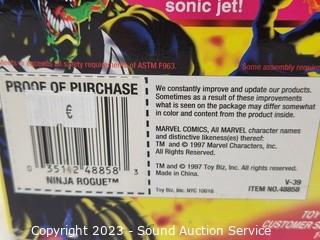 sonic jet!
meets or exceeds all safety requirements of ASTM F963.
Some assembly required.
PROOF OF PURCHASE
€
0 35112 48858 3
NINJA ROGUE™
We constantly improve and update our products.
Sometimes as a result of these improvements
what is seen on the package may differ somewhat
in color and content from the product inside.
MARVEL COMICS, All MARVEL character names
and distinctive likeness(es) thereof:
TM and © 1997 Marvel Characters, Inc.
All Rights Reserved.
TM and © 1997 Toy Biz, Inc. All rights reserved.
Made in China.
Toy Biz, Inc. NYC 10016
V-39
ITEM NO.48858
TOY
CUSTOMER S
Copyright 2023 - Sound Auction Service